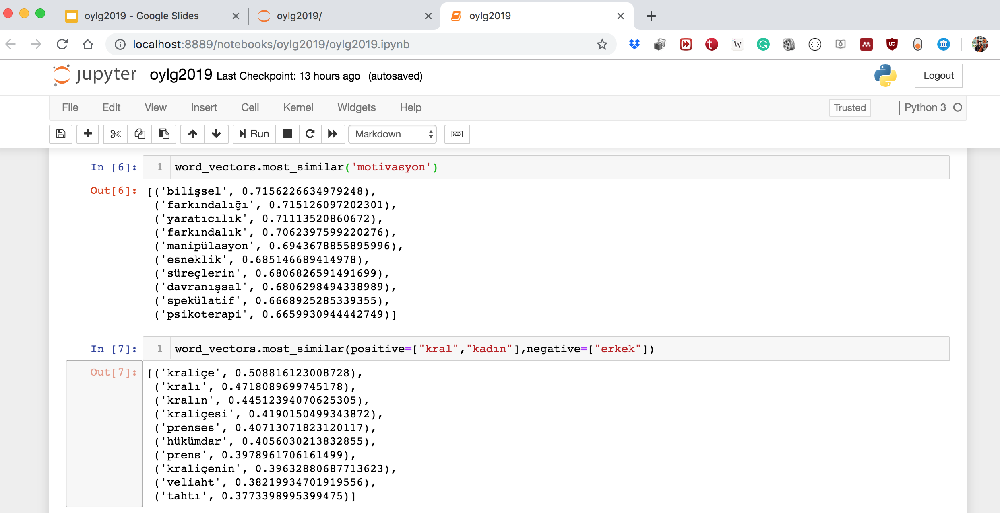 oylg2019 - Google Slides
oylg2019/
oylg2019
localhost:8889/notebooks/oylg2019/oylg2019.ipynb
jupyter oylg2019 Last Checkpoint: 13 hours ago (autosaved)
Logout
File Edit View Insert Cell Kernel Widgets Help Trusted Python 3
Run Markdown
In [6]: 1 word_vectors.most_similar('motivasyon')
Out[6]: [('bilişsel', 0.7156226634979248),
('farkındalığı', 0.715126097202301),
('yaratıcılık', 0.71113520860672),
('farkındalık', 0.7062397599220276),
('manipülasyon', 0.6943678855895996),
('esneklik', 0.685146689414978),
('süreçlerin', 0.6806826591491699),
('davranışsal', 0.6806298494338989),
('spekülatif', 0.6668925285339355),
('psikoterapi', 0.6659930944442749)]
In [7]: 1 word_vectors.most_similar(positive=["kral","kadın"],negative=["erkek"])
Out[7]: [('kraliçe', 0.508816123008728),
('kralı', 0.4718089699745178),
('kralın', 0.44512394070625305),
('kraliçesi', 0.4190150499343872),
('prenses', 0.40713071823120117),
('hükümdar', 0.4056030213832855),
('prens', 0.3978961706161499),
('kraliçenin', 0.39632880687713623),
('veliaht', 0.38219934701919556),
('tahtı', 0.3773398995399475)]